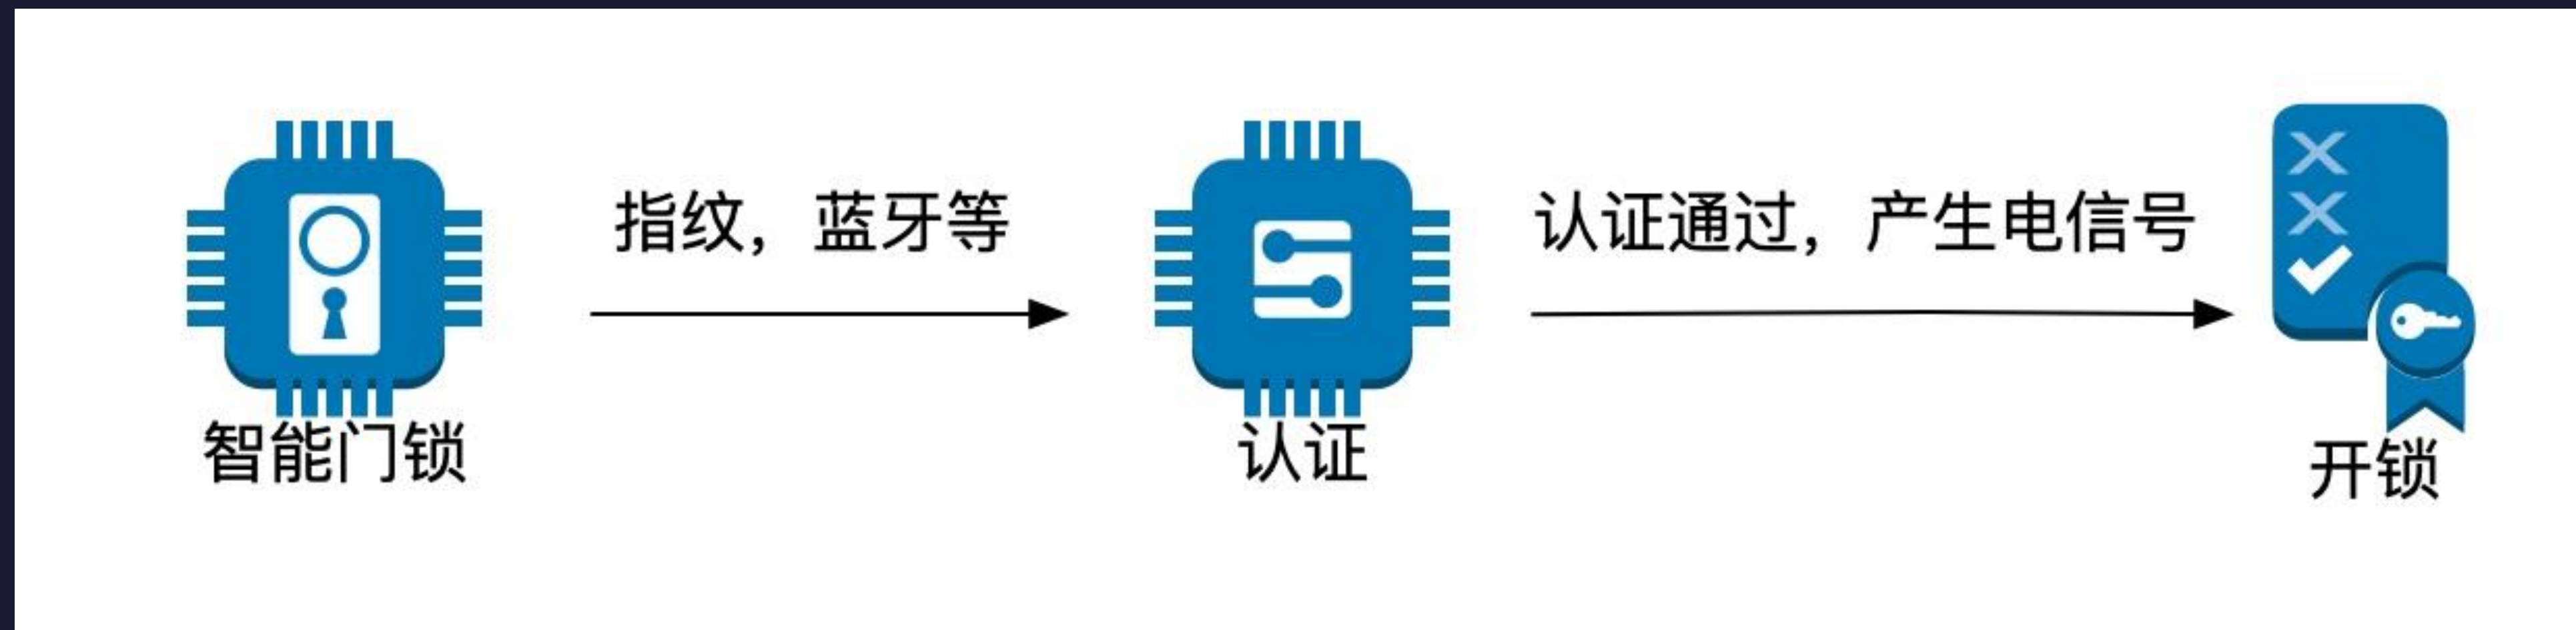 指纹，蓝牙等
认证通过，产生电信号
智能门锁
认证
开锁